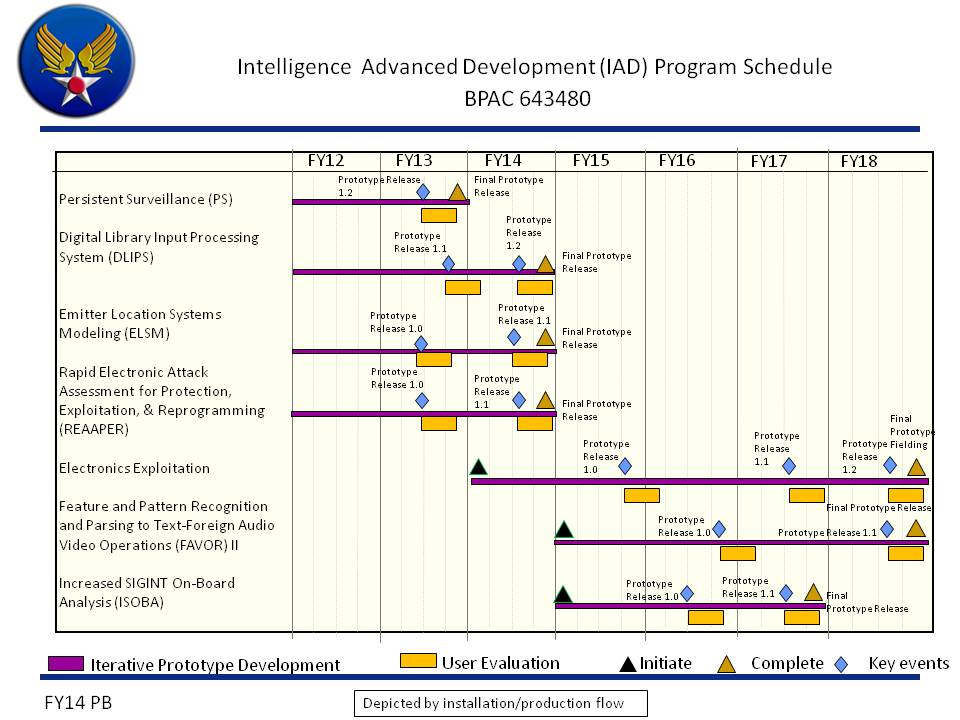 Intelligence Advanced Development (IAD) Program Schedule
BPAC 643480
FY12 FY13 FY14 FY15 FY16 FY17 FY18
Persistent Surveillance (PS)
Prototype Release
1.2
Final Prototype
Release
Digital Library Input Processing
System (DLIPS)
Prototype
Release 1.1
Prototype
Release
1.2
Final Prototype
Release
Emitter Location Systems
Modeling (ELSM)
Prototype
Release 1.0
Prototype
Release 1.1
Final Prototype
Release
Rapid Electronic Attack
Assessment for Protection,
Exploitation, & Reprogramming
(REAAPER)
Prototype
Release 1.0
Prototype
Release
1.1
Final Prototype
Release
Electronics Exploitation
Prototype
Release
1.0
Prototype
Release
1.1
Prototype
Release
1.2
Final
Prototype
Fielding
Feature and Pattern Recognition
and Parsing to Text-Foreign Audio
Video Operations (FAVOR) II
Prototype
Release 1.0
Prototype Release 1.1
Final Prototype Release
Increased SIGINT On-Board
Analysis (ISOBA)
Prototype
Release 1.0
Prototype
Release 1.1
Final
Prototype Release
Iterative Prototype Development
User Evaluation
Initiate
Complete
Key events
FY14 PB
Depicted by installation/production flow